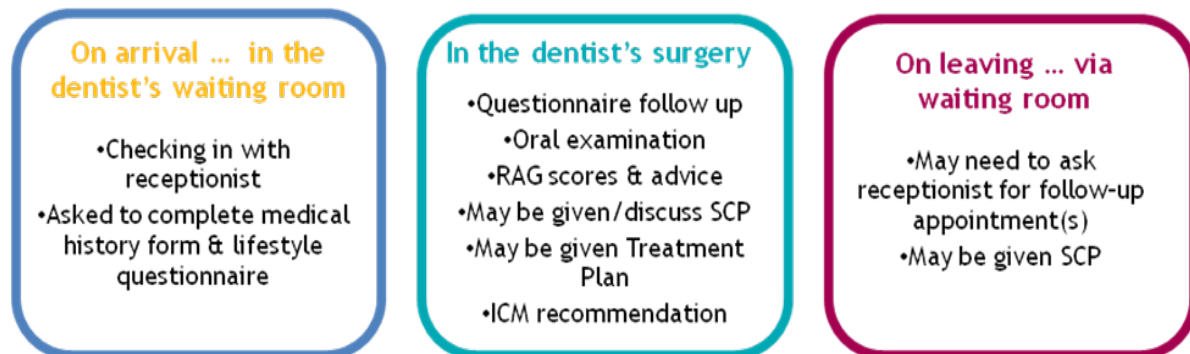 On arrival ... in the
dentist's waiting room
•Checking in with
receptionist
•Asked to complete medical
history form & lifestyle
questionnaire
In the dentist's surgery
•Questionnaire follow up
•Oral examination
•RAG scores & advice
•May be given/discuss SCP
•May be given Treatment
Plan
•ICM recommendation
On leaving ... via
waiting room
•May need to ask
receptionist for follow-up
appointment(s)
•May be given SCP